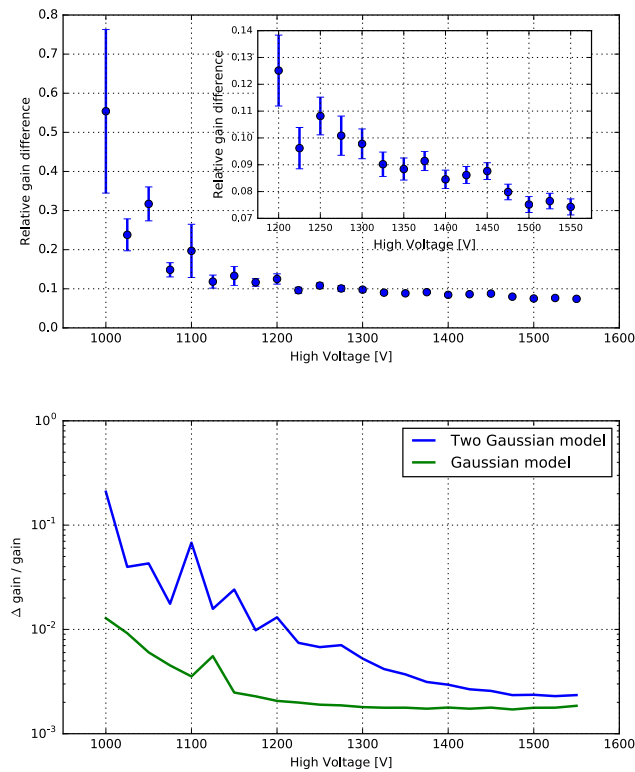 0.8
0.7
0.6
0.5
0.4
0.3
0.2
0.1
0.0
Relative gain difference
1000 1100 1200 1300 1400 1500 1600
High Voltage [V]
0.14
0.13
0.12
0.11
0.10
0.09
0.08
0.07
Relative gain difference
1200 1250 1300 1350 1400 1450 1500 1550
High Voltage [V]
10^0
10^-1
10^-2
10^-3
Δ gain / gain
Two Gaussian model
Gaussian model
1000 1100 1200 1300 1400 1500 1600
High Voltage [V]